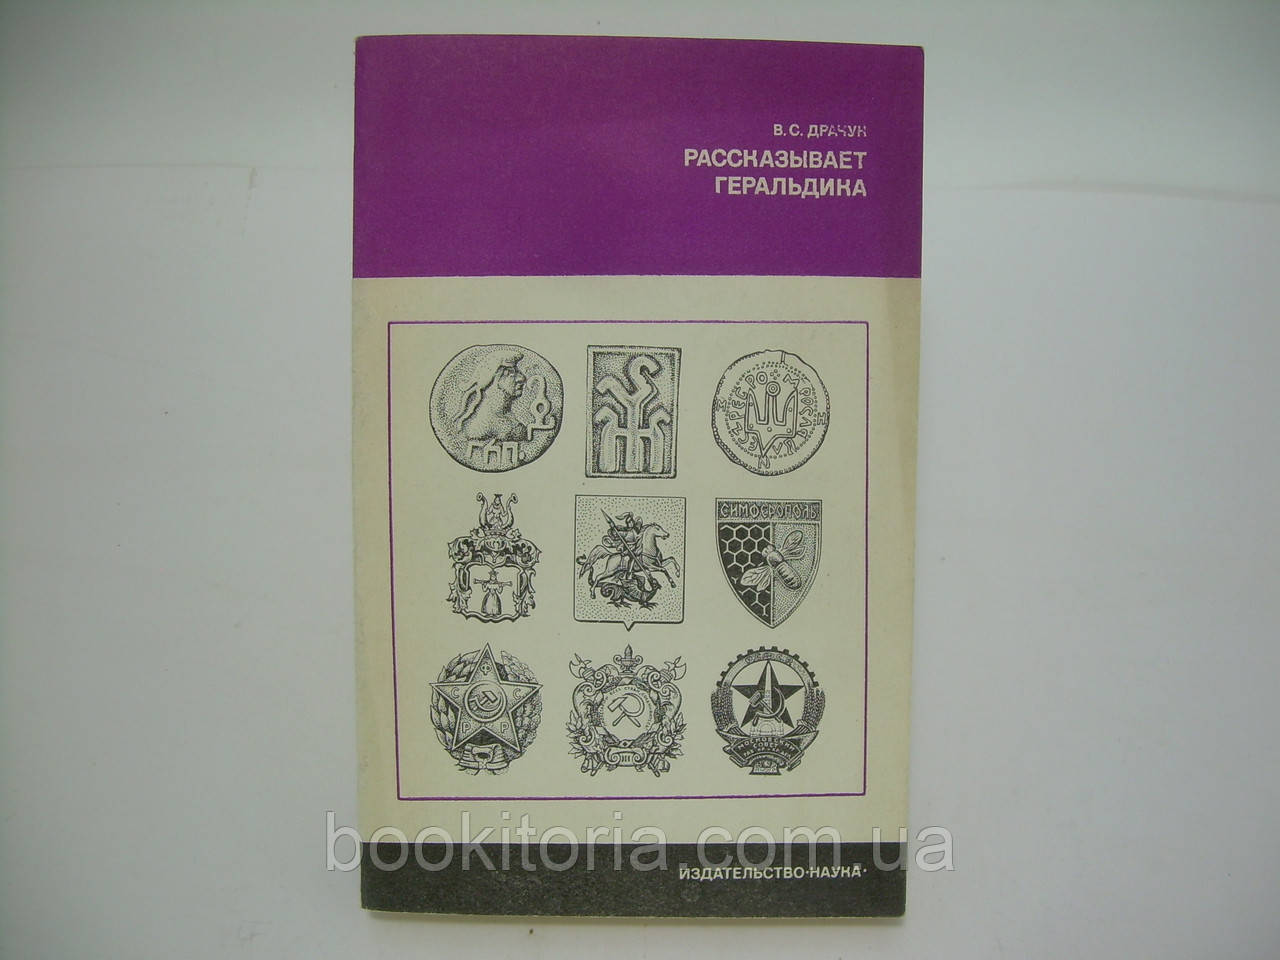 В. С. ДРАЧУК
РАССКАЗЫВАЕТ
ГЕРАЛЬДИКА
СИМФЕРОПОЛЬ
С С
Р Р
bookitoria.com.ua
ИЗДАТЕЛЬСТВО·НАУКА·